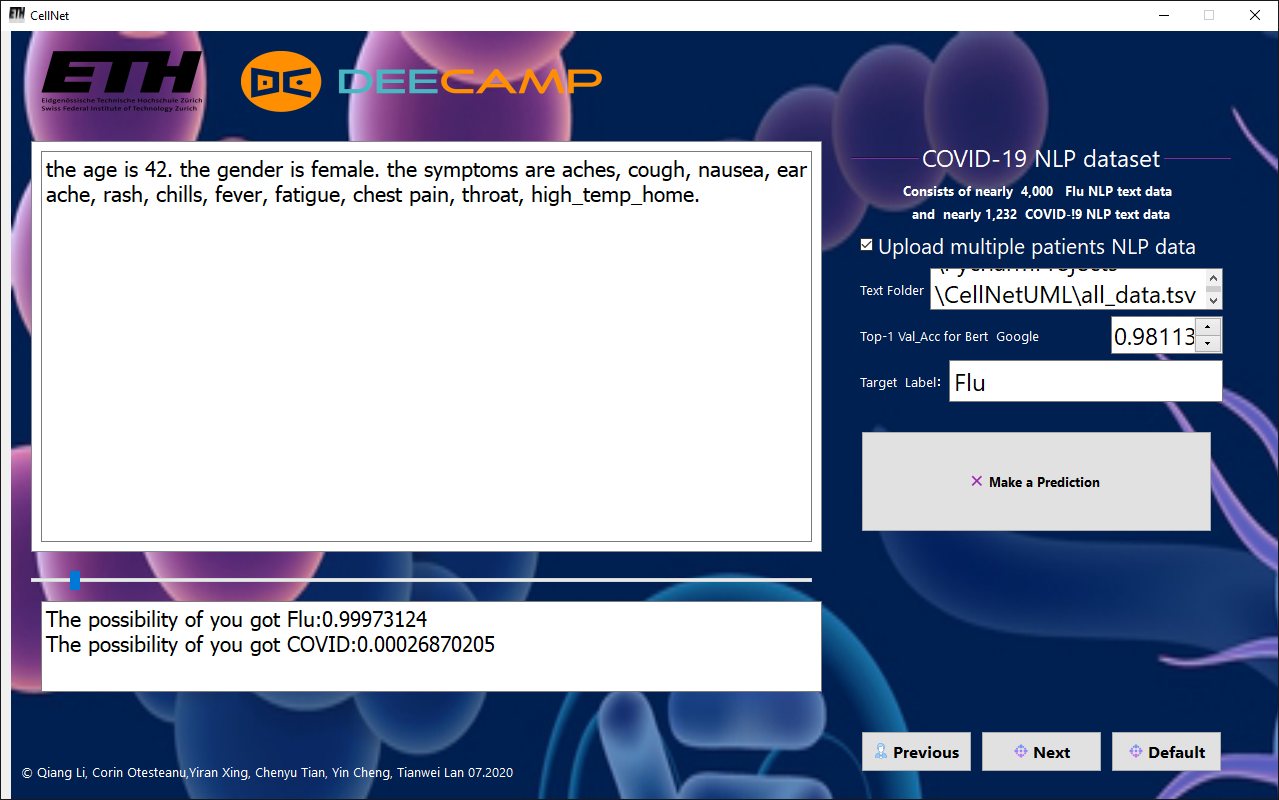 CellNet
ETH
Eidgenössische Technische Hochschule Zürich
Swiss Federal Institute of Technology Zurich
DC DEECAMP
the age is 42. the gender is female. the symptoms are aches, cough, nausea, ear
ache, rash, chills, fever, fatigue, chest pain, throat, high_temp_home.
COVID-19 NLP dataset
Consists of nearly 4,000 Flu NLP text data
and nearly 1,232 COVID-!9 NLP text data
Upload multiple patients NLP data
Text Folder
\PycharmProjects
\CellNetUML\all_data.tsv
Top-1 Val_Acc for Bert Google
0.98113
Target Label:
Flu
Make a Prediction
The possibility of you got Flu:0.99973124
The possibility of you got COVID:0.00026870205
Previous
Next
Default
© Qiang Li, Corin Otesteanu,Yiran Xing, Chenyu Tian, Yin Cheng, Tianwei Lan 07.2020